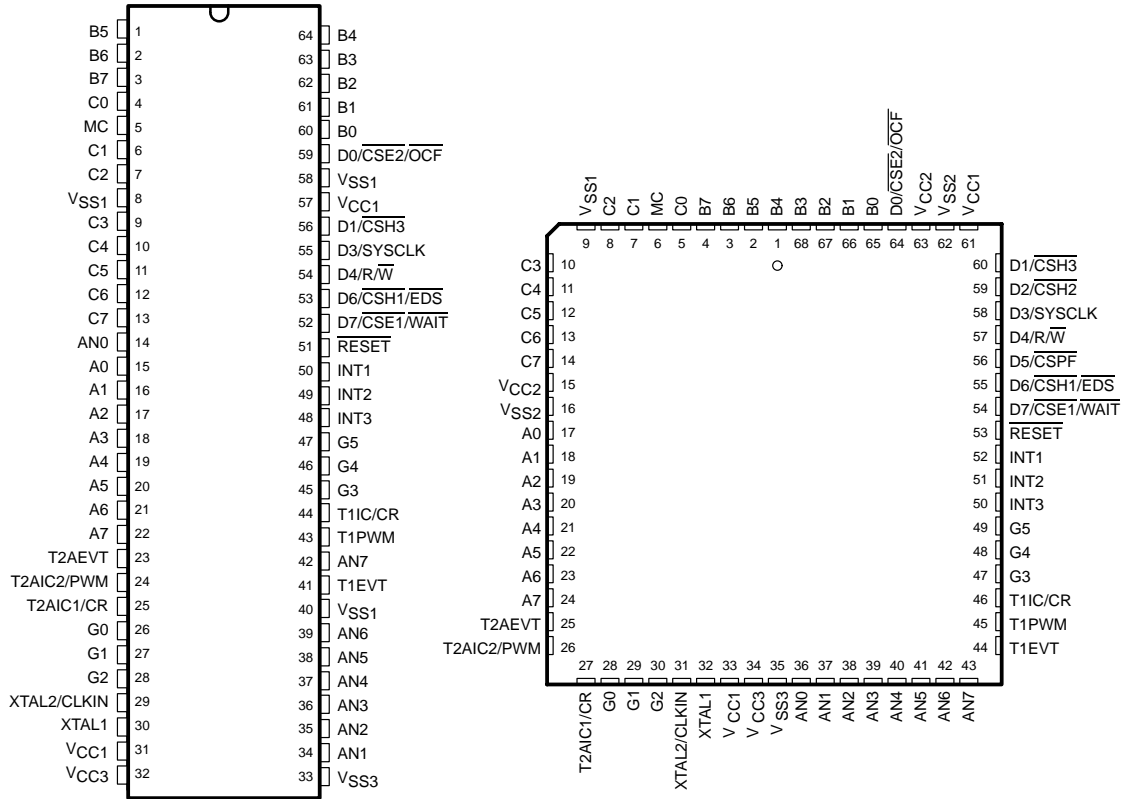 B5 1
B6 2
B7 3
C0 4
MC 5
C1 6
C2 7
VSS1 8
C3 9
C4 10
C5 11
C6 12
C7 13
AN0 14
A0 15
A1 16
A2 17
A3 18
A4 19
A5 20
A6 21
A7 22
T2AEVT 23
T2AIC2/PWM 24
T2AIC1/CR 25
G0 26
G1 27
G2 28
XTAL2/CLKIN 29
XTAL1 30
VCC1 31
VCC3 32
64 B4
63 B3
62 B2
61 B1
60 B0
59 D0/CSE2/OCF
58 VSS1
57 VCC1
56 D1/CSH3
55 D3/SYSCLK
54 D4/R/W
53 D6/CSH1/EDS
52 D7/CSE1/WAIT
51 RESET
50 INT1
49 INT2
48 INT3
47 G5
46 G4
45 G3
44 T1IC/CR
43 T1PWM
42 AN7
41 T1EVT
40 VSS1
39 AN6
38 AN5
37 AN4
36 AN3
35 AN2
34 AN1
33 VSS3
VSS1 C2 C1 MC C0 B7 B6 B5 B4 B3 B2 B1 B0 D0/CSE2/OCF VCC2 VSS2 VCC1
9 8 7 6 5 4 3 2 1 68 67 66 65 64 63 62 61
C3 10
C4 11
C5 12
C6 13
C7 14
VCC2 15
VSS2 16
A0 17
A1 18
A2 19
A3 20
A4 21
A5 22
A6 23
A7 24
T2AEVT 25
T2AIC2/PWM 26
60 D1/CSH3
59 D2/CSH2
58 D3/SYSCLK
57 D4/R/W
56 D5/CSPF
55 D6/CSH1/EDS
54 D7/CSE1/WAIT
53 RESET
52 INT1
51 INT2
50 INT3
49 G5
48 G4
47 G3
46 T1IC/CR
45 T1PWM
44 T1EVT
27 28 29 30 31 32 33 34 35 36 37 38 39 40 41 42 43
T2AIC1/CR G0 G1 G2 XTAL2/CLKIN XTAL1 VCC1 VCC3 VSS3 AN0 AN1 AN2 AN3 AN4 AN5 AN6 AN7